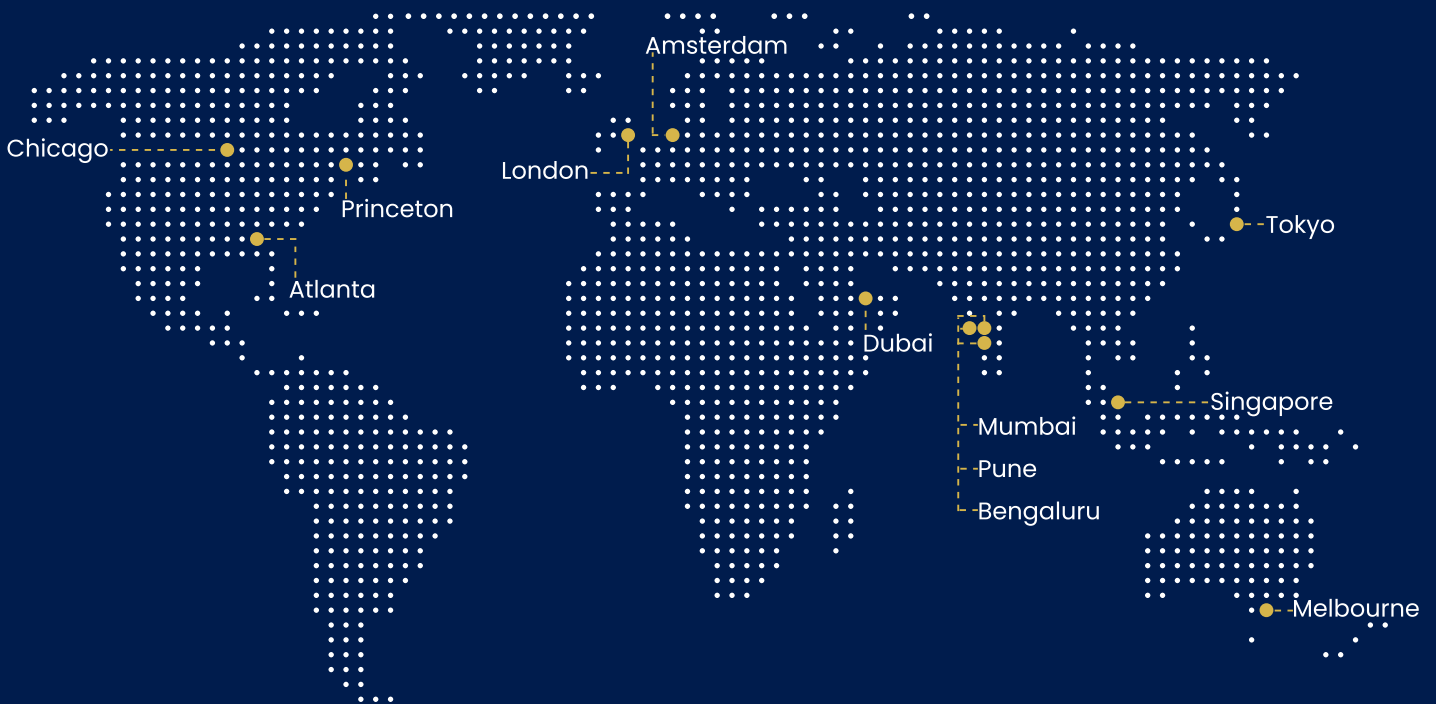 Amsterdam
Chicago
London
Princeton
Tokyo
Atlanta
Dubai
Singapore
Mumbai
Pune
Bengaluru
Melbourne